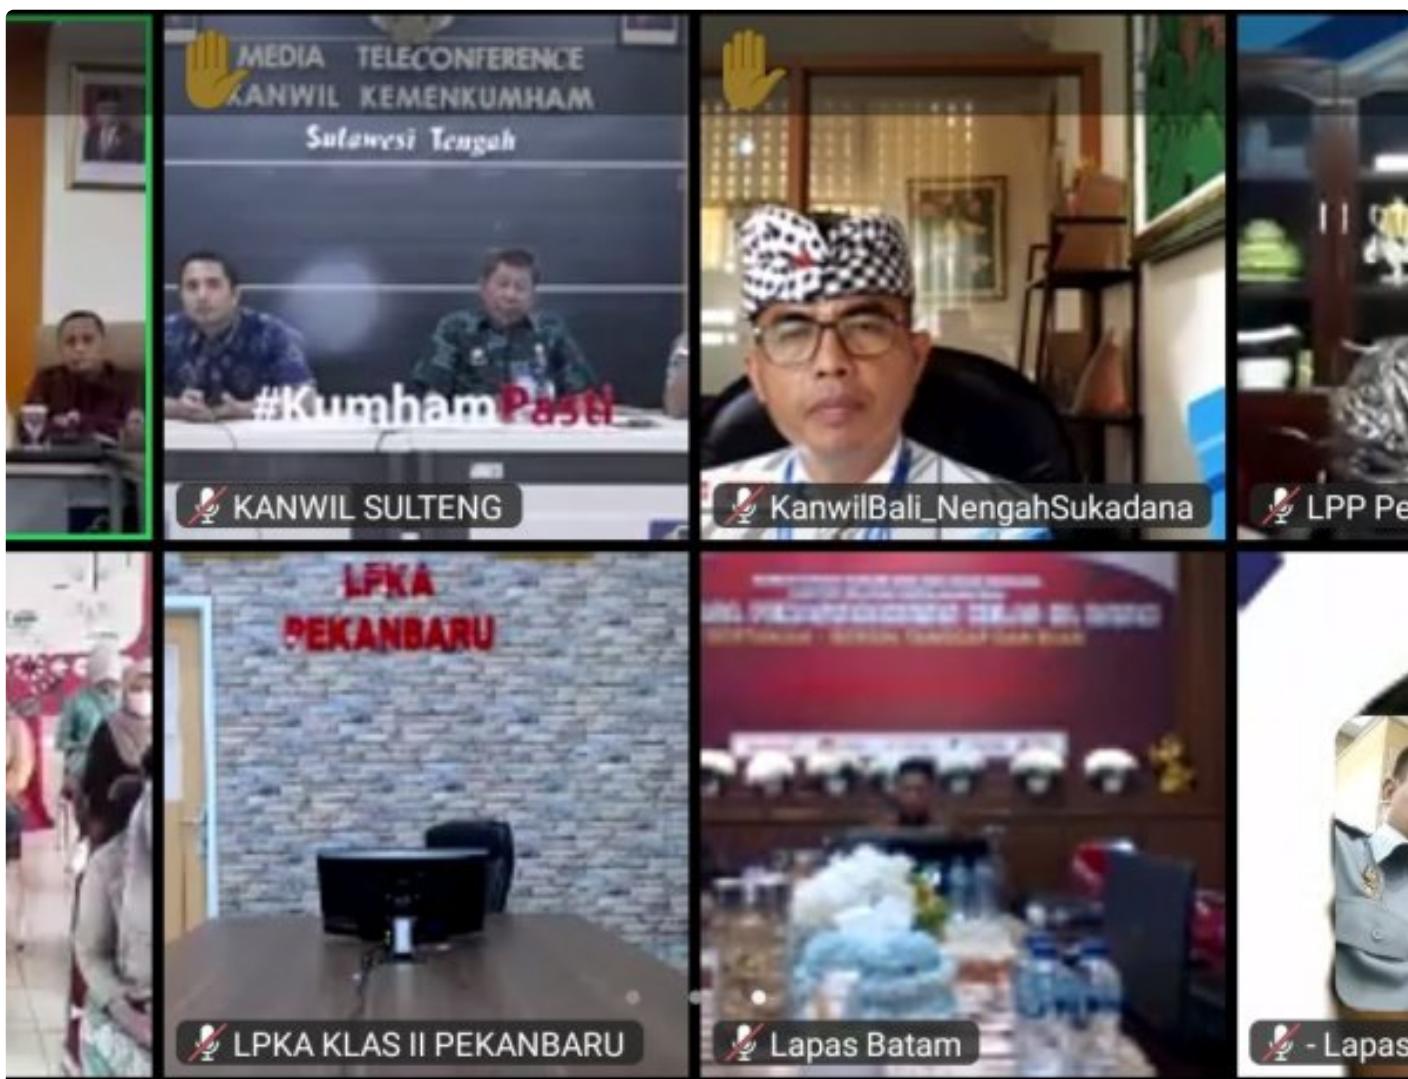 MEDIA TELECONFERENCE
KANWIL KEMENKUMHAM
Sulawesi Tengah
#KumhamPasti
KANWIL SULTENG
KanwilBali_NengahSukadana
LPP Pe
LPKA
PEKANBARU
LPKA KLAS II PEKANBARU
Lapas Batam
- Lapas